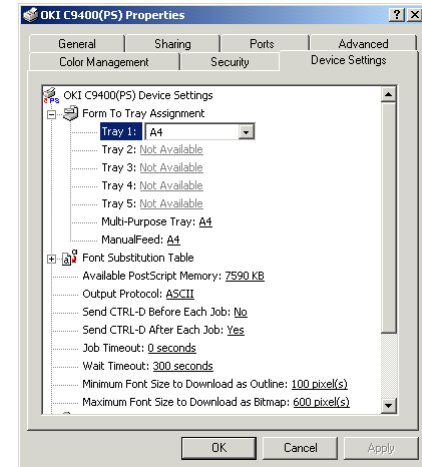 OKI C9400(PS) Properties
General Sharing Ports Advanced
Color Management Security Device Settings
OKI C9400(PS) Device Settings
Form To Tray Assignment
Tray 1: A4
Tray 2: Not Available
Tray 3: Not Available
Tray 4: Not Available
Tray 5: Not Available
Multi-Purpose Tray: A4
ManualFeed: A4
Font Substitution Table
Available PostScript Memory: 7590 KB
Output Protocol: ASCII
Send CTRL-D Before Each Job: No
Send CTRL-D After Each Job: Yes
Job Timeout: 0 seconds
Wait Timeout: 300 seconds
Minimum Font Size to Download as Outline: 100 pixel(s)
Maximum Font Size to Download as Bitmap: 600 pixel(s)
OK Cancel Apply